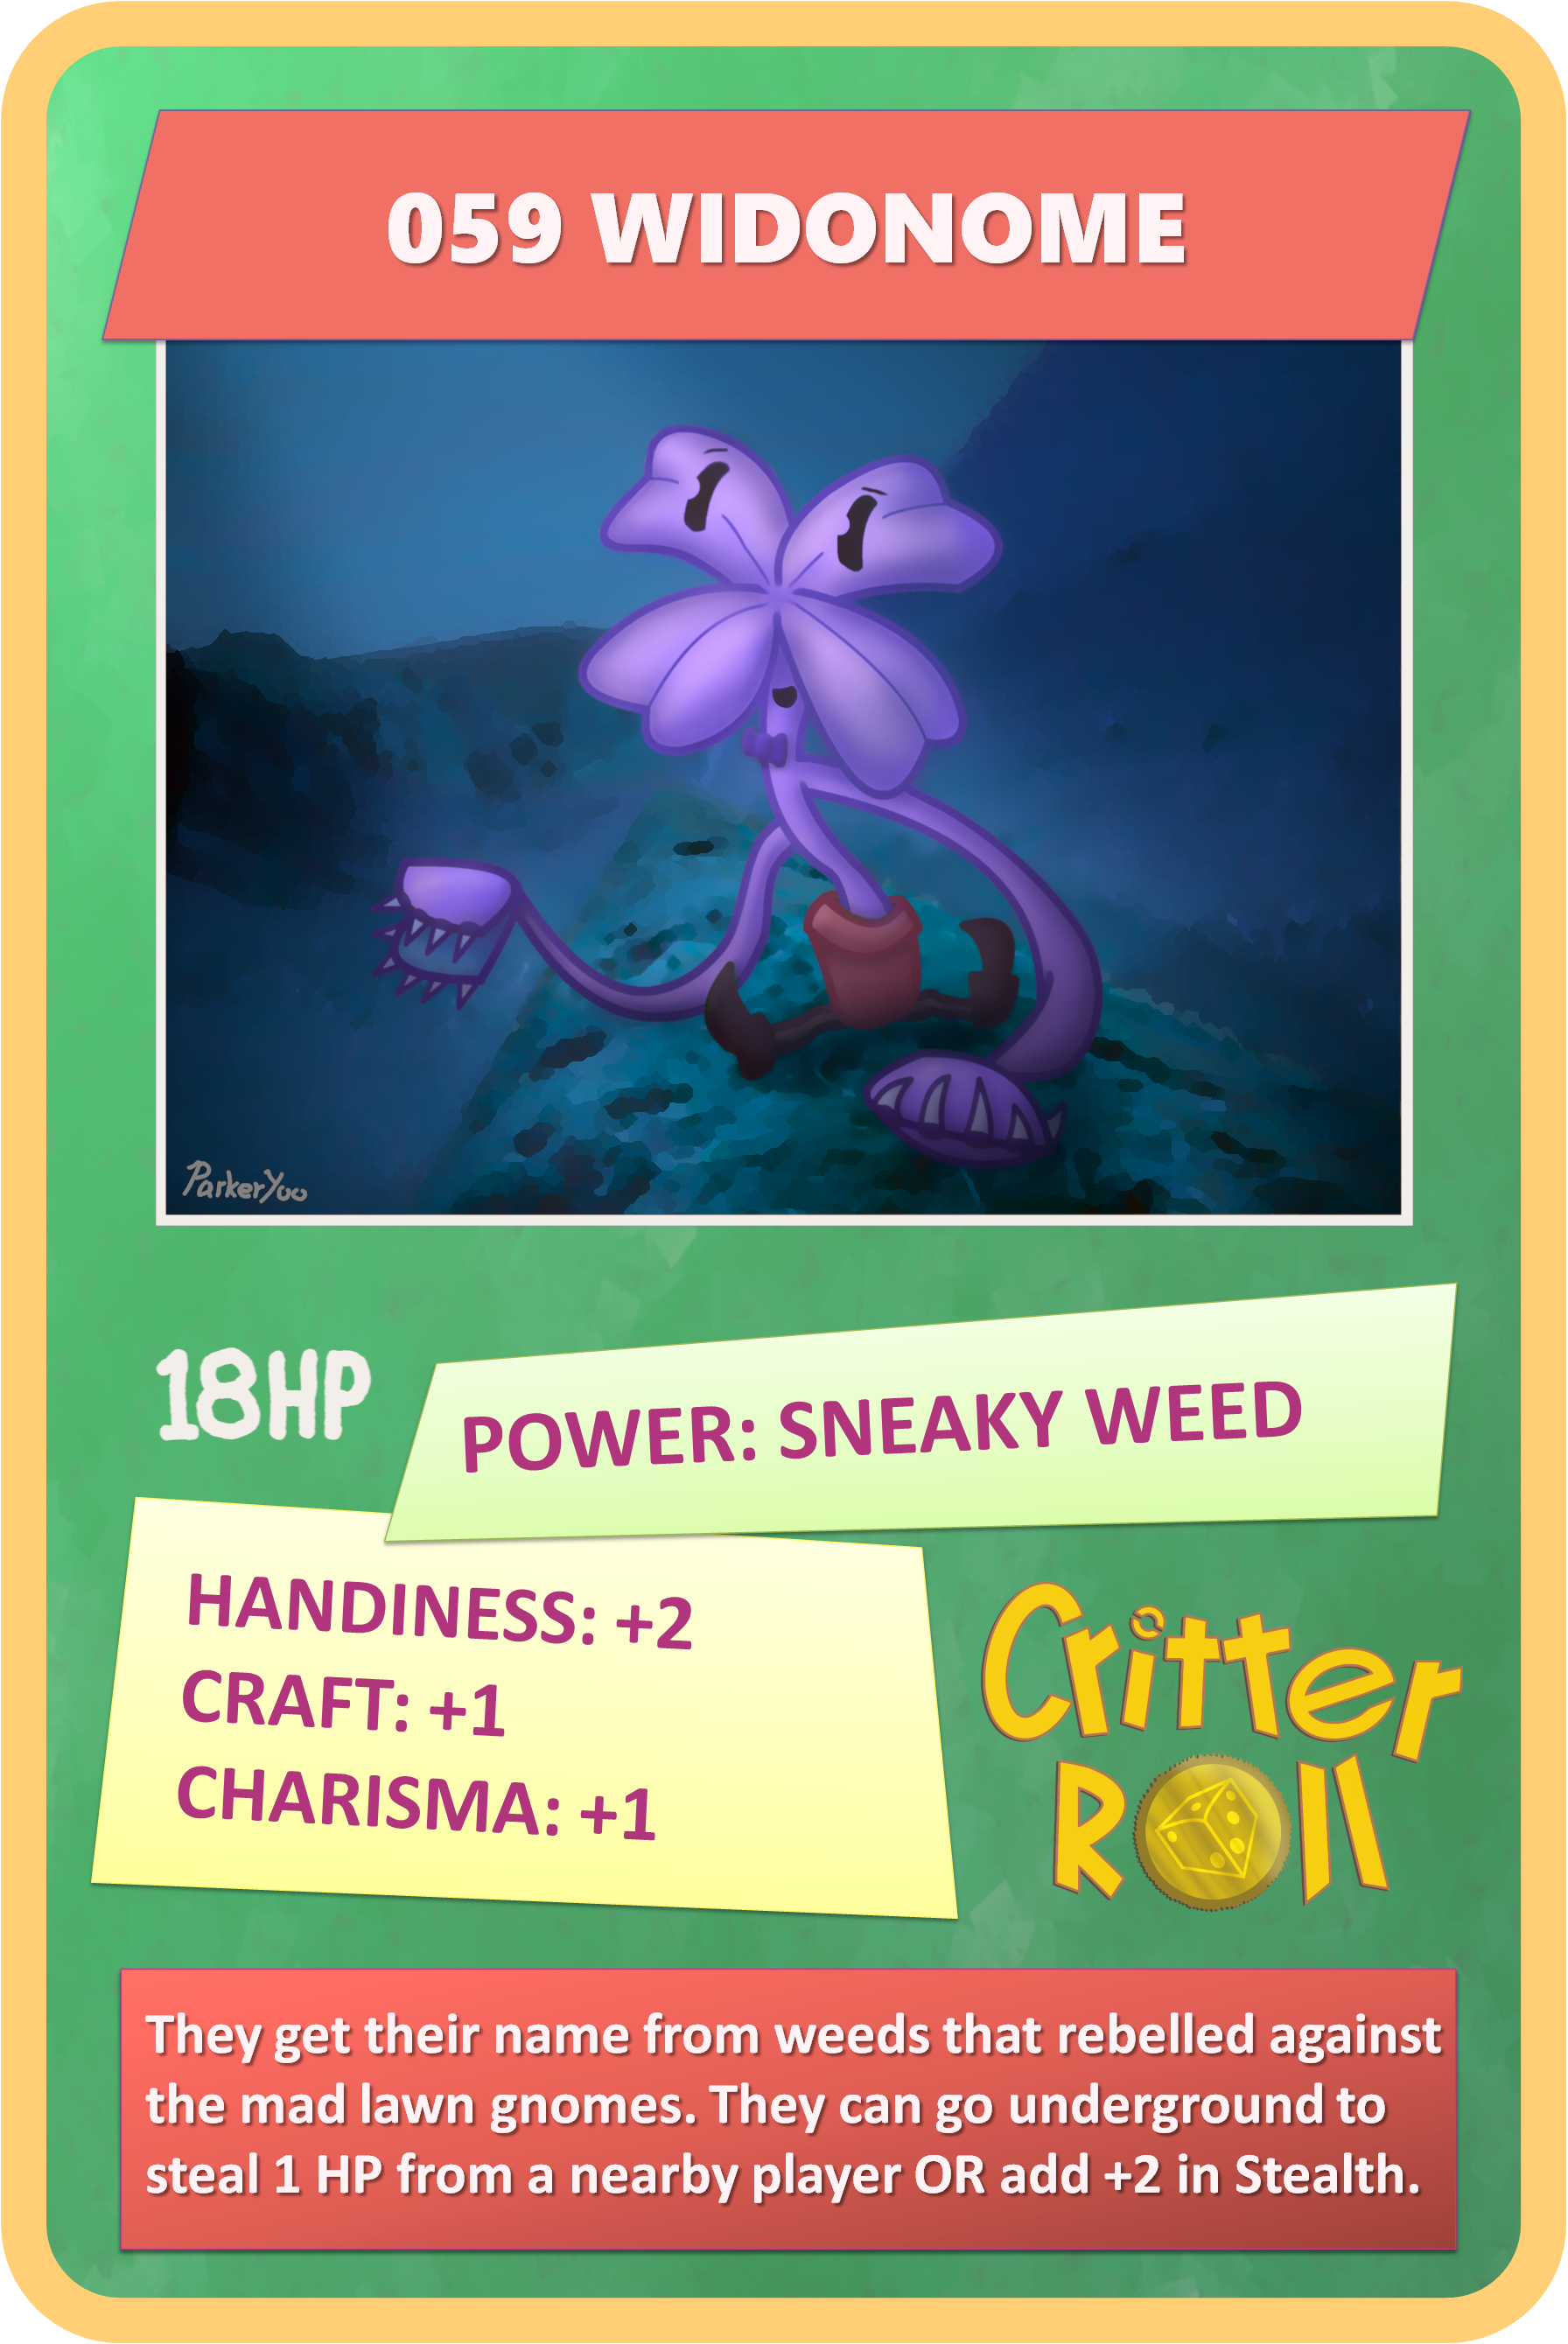 059 WIDONOME
ParkerYoo
18HP
POWER: SNEAKY WEED
HANDINESS: +2
CRAFT: +1
CHARISMA: +1
Critter
Roll
They get their name from weeds that rebelled against
the mad lawn gnomes. They can go underground to
steal 1 HP from a nearby player OR add +2 in Stealth.